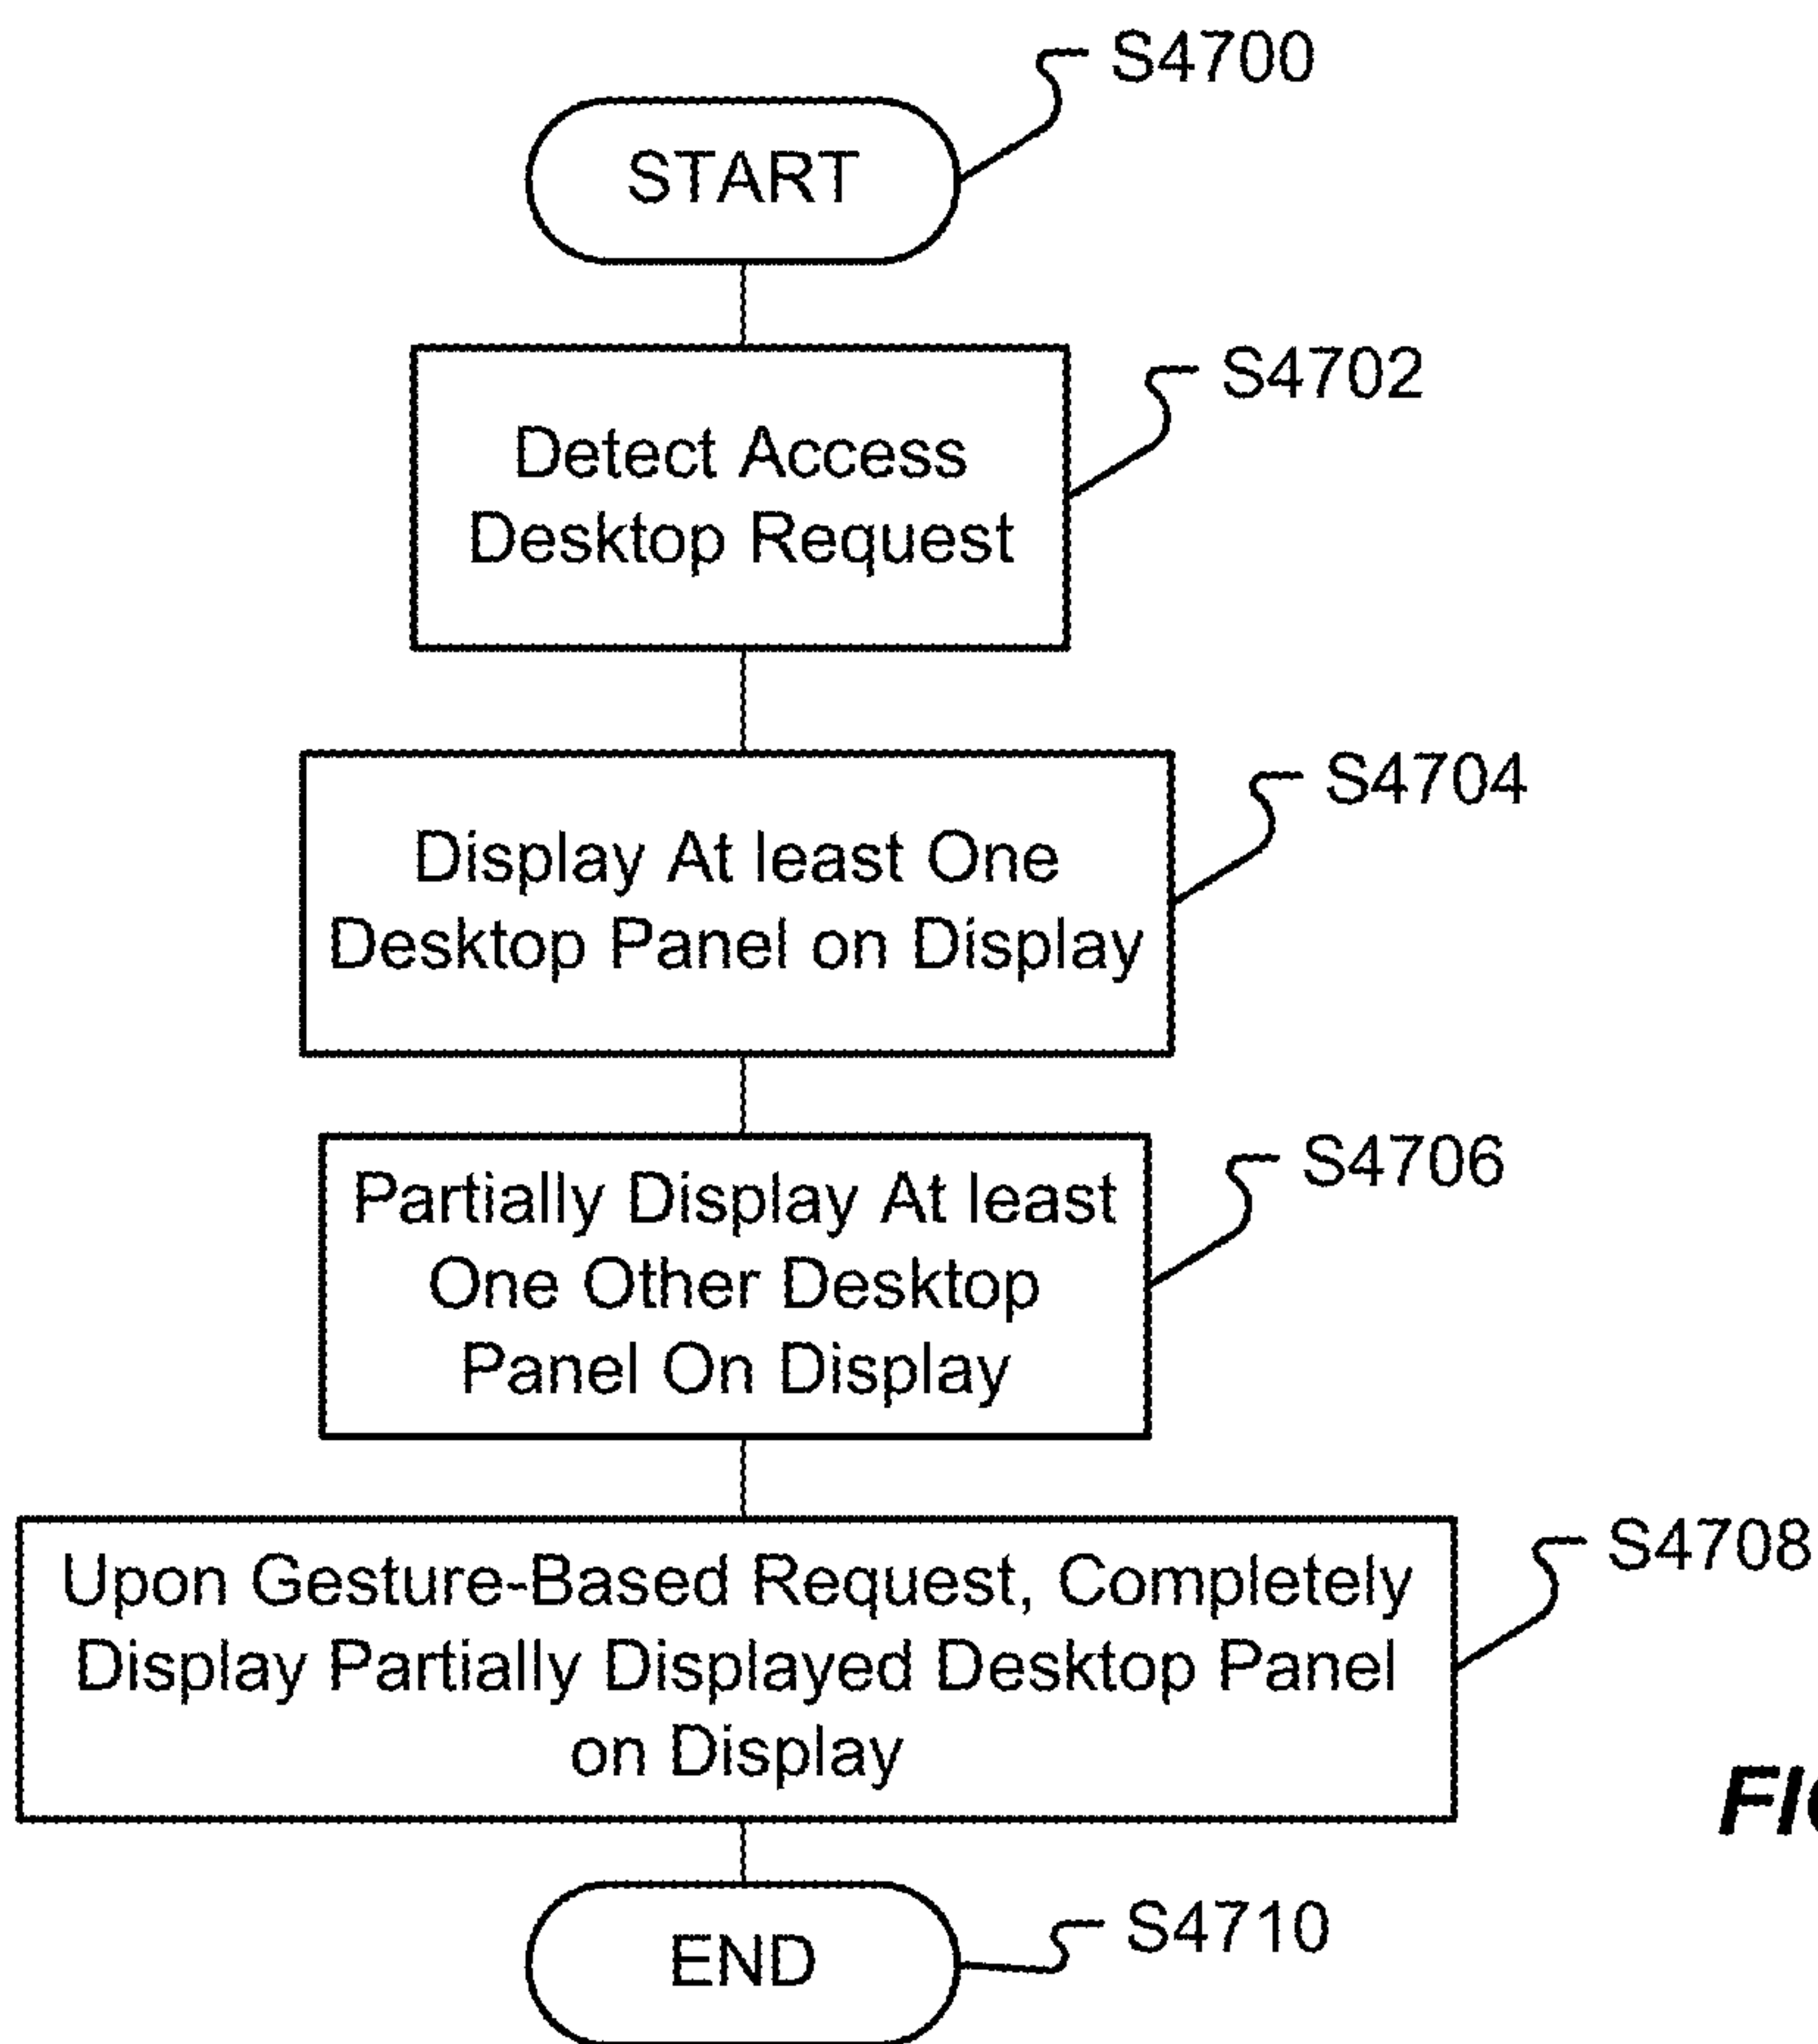 S4700
START
S4702
Detect Access
Desktop Request
S4704
Display At least One
Desktop Panel on Display
S4706
Partially Display At least
One Other Desktop
Panel On Display
S4708
Upon Gesture-Based Request, Completely
Display Partially Displayed Desktop Panel
on Display
S4710
END